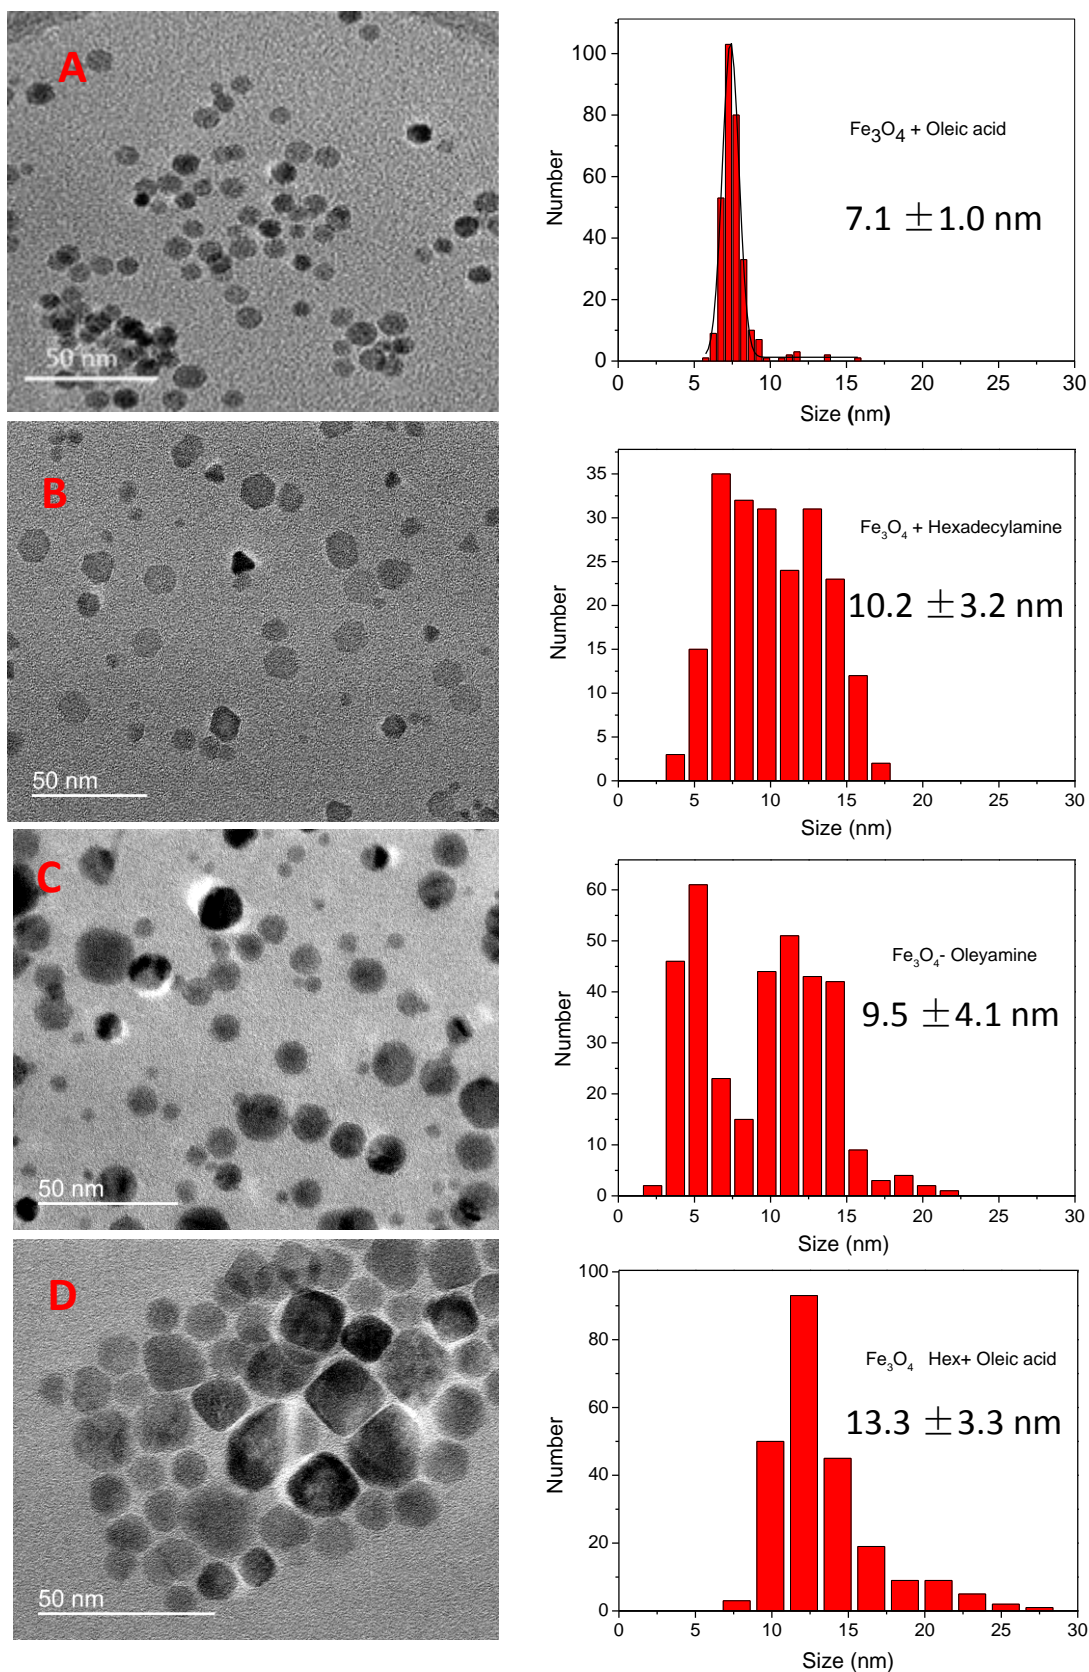 A
50 nm
100
80
60
40
20
0
Number
Fe3O4 + Oleic acid
7.1 ±1.0 nm
0 5 10 15 20 25 30
Size (nm)
B
50 nm
35
30
25
20
15
10
5
0
Number
Fe3O4 + Hexadecylamine
10.2 ±3.2 nm
0 5 10 15 20 25 30
Size (nm)
C
50 nm
60
50
40
30
20
10
0
Number
Fe3O4- Oleyamine
9.5 ±4.1 nm
0 5 10 15 20 25 30
Size (nm)
D
50 nm
100
80
60
40
20
0
Number
Fe3O4 Hex+ Oleic acid
13.3 ±3.3 nm
0 5 10 15 20 25 30
Size (nm)